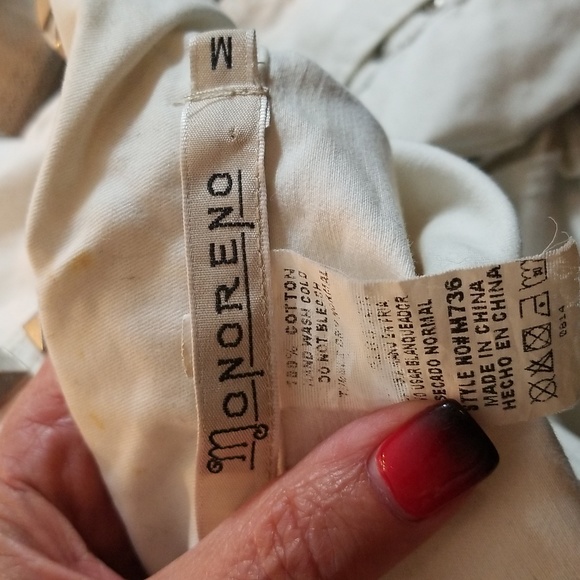 M
MONORENO
100% COTTON
HAND WASH COLD
DO NOT BLEACH
O USAR BLANQUEADOR
SECADO NORMAL
STYLE NO#M736
MADE IN CHINA
HECHO EN CHINA
0804